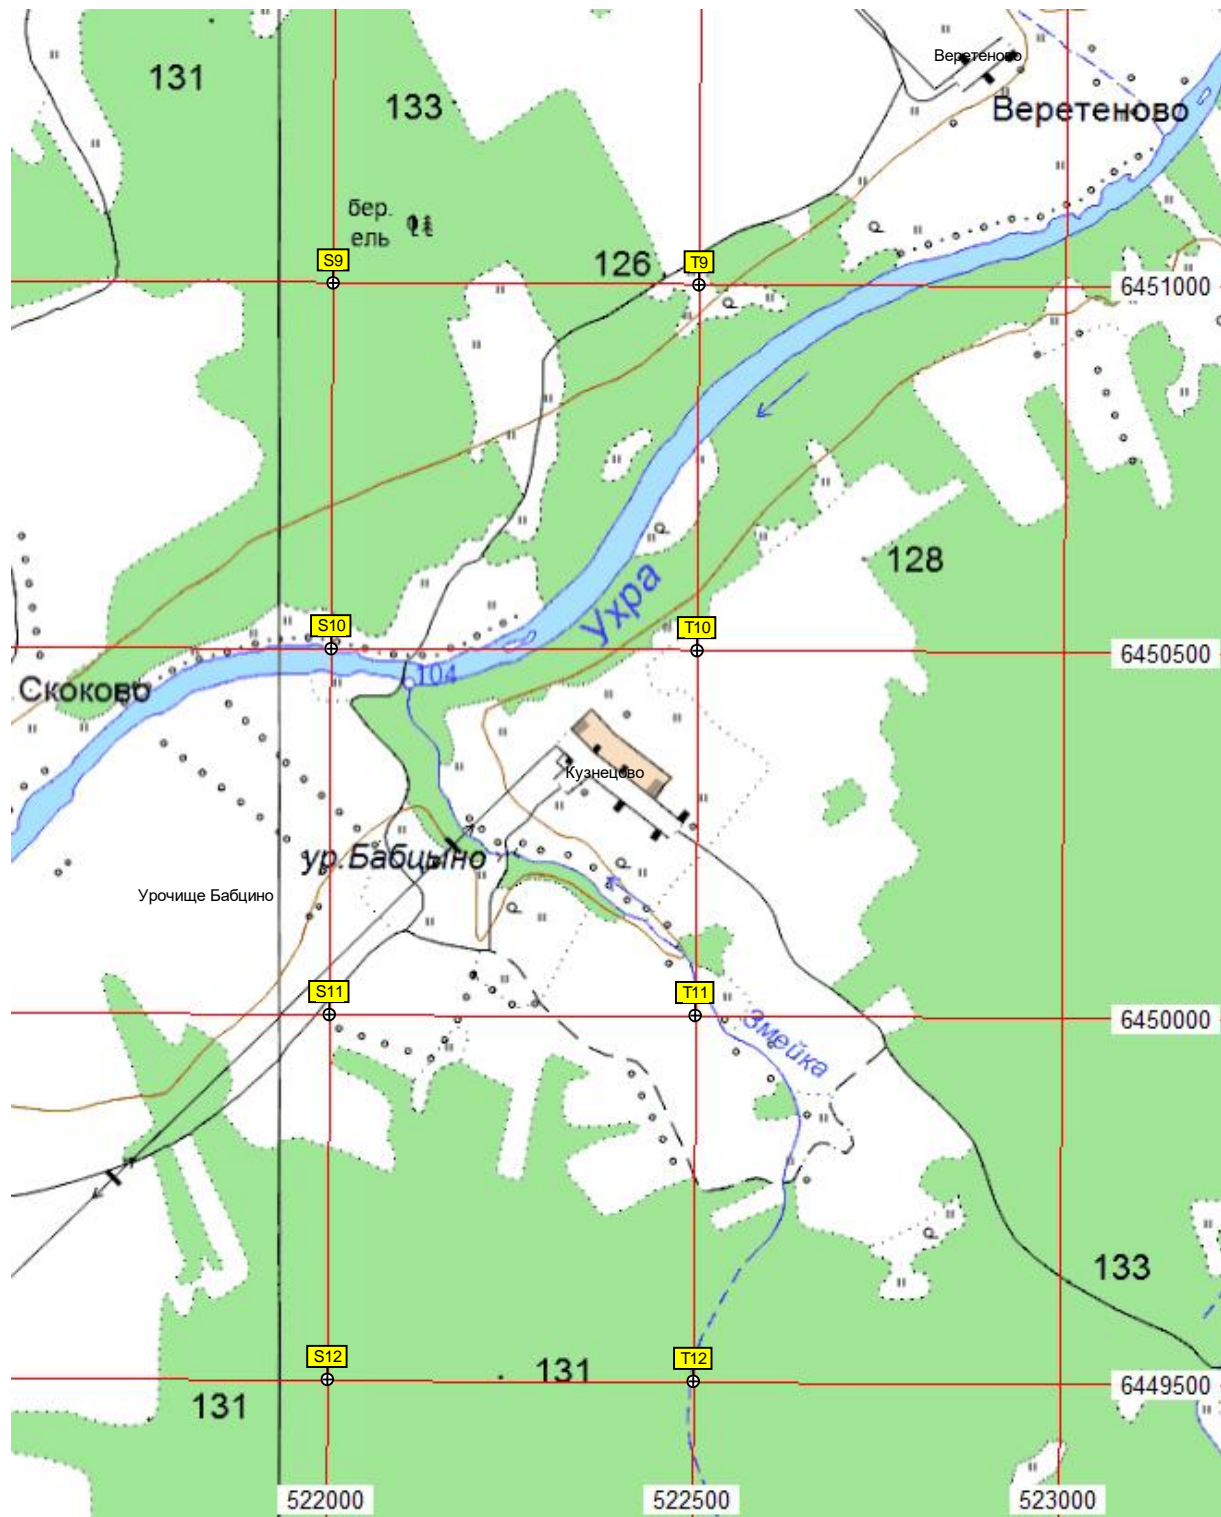 Веретеново
131
133
Веретеново
бер.
ель
S9
126
T9
6451000
128
Ухра
S10
T10
6450500
104
Скоково
Кузнецово
ур.Бабцыно
Урочище Бабцино
S11
T11
6450000
Змейка
133
S12
T12
131
6449500
131
522000
522500
523000